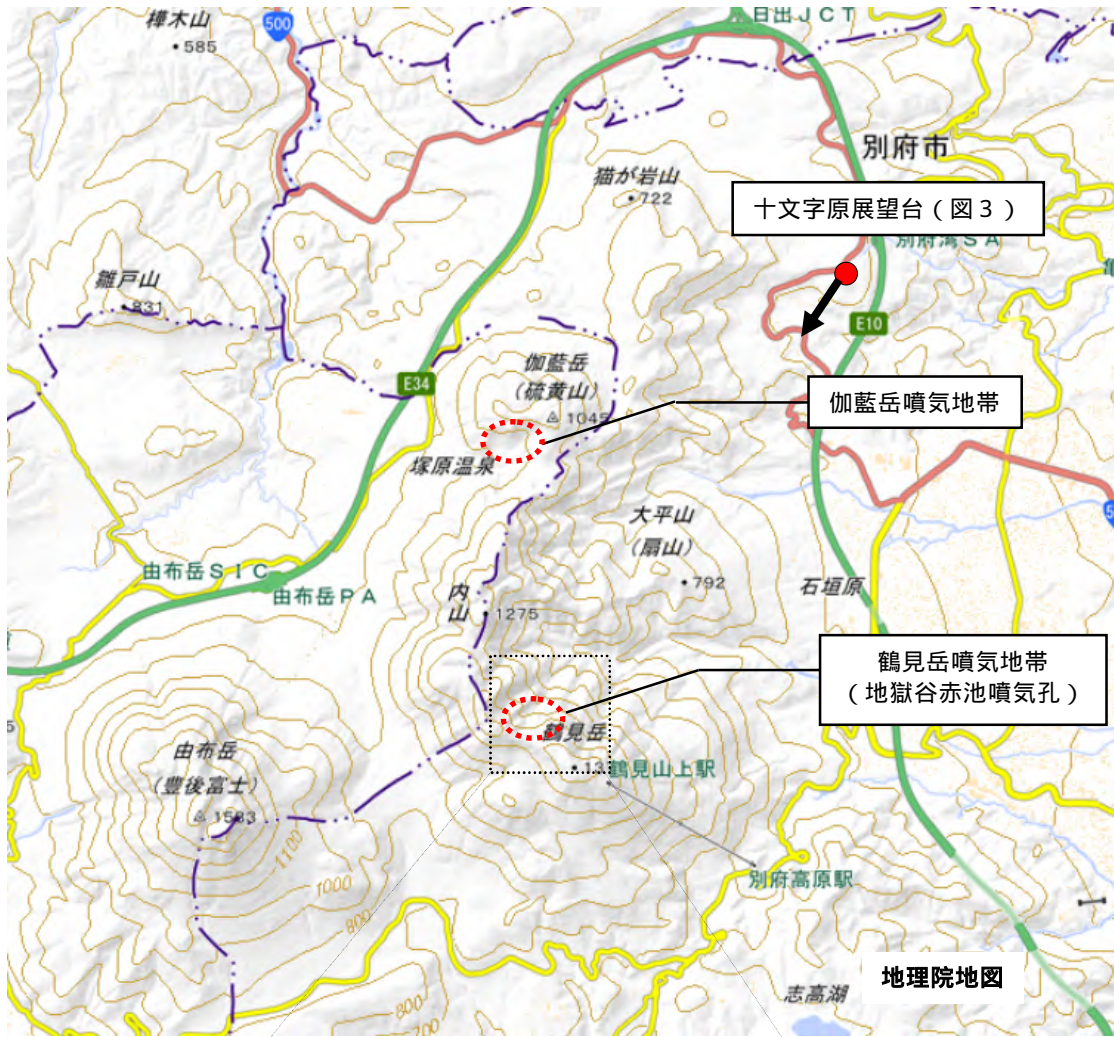 樺木山
・585
500
日出JCT
別府市
猫が岩山
・722
十文字原展望台(図3)
別府湾SA
雛戸山
・831
E10
伽藍岳
(硫黄山)
1045
E34
伽藍岳噴気地帯
塚原温泉
大平山
(扇山)
・792
由布岳SIC
由布岳PA
内山
・1275
石垣原
鶴見岳噴気地帯
(地獄谷赤池噴気孔)
鶴見岳
・13
鶴見山上駅
由布岳
(豊後富士)
1583
1100
1000
800
別府高原駅
地理院地図
志高湖
800